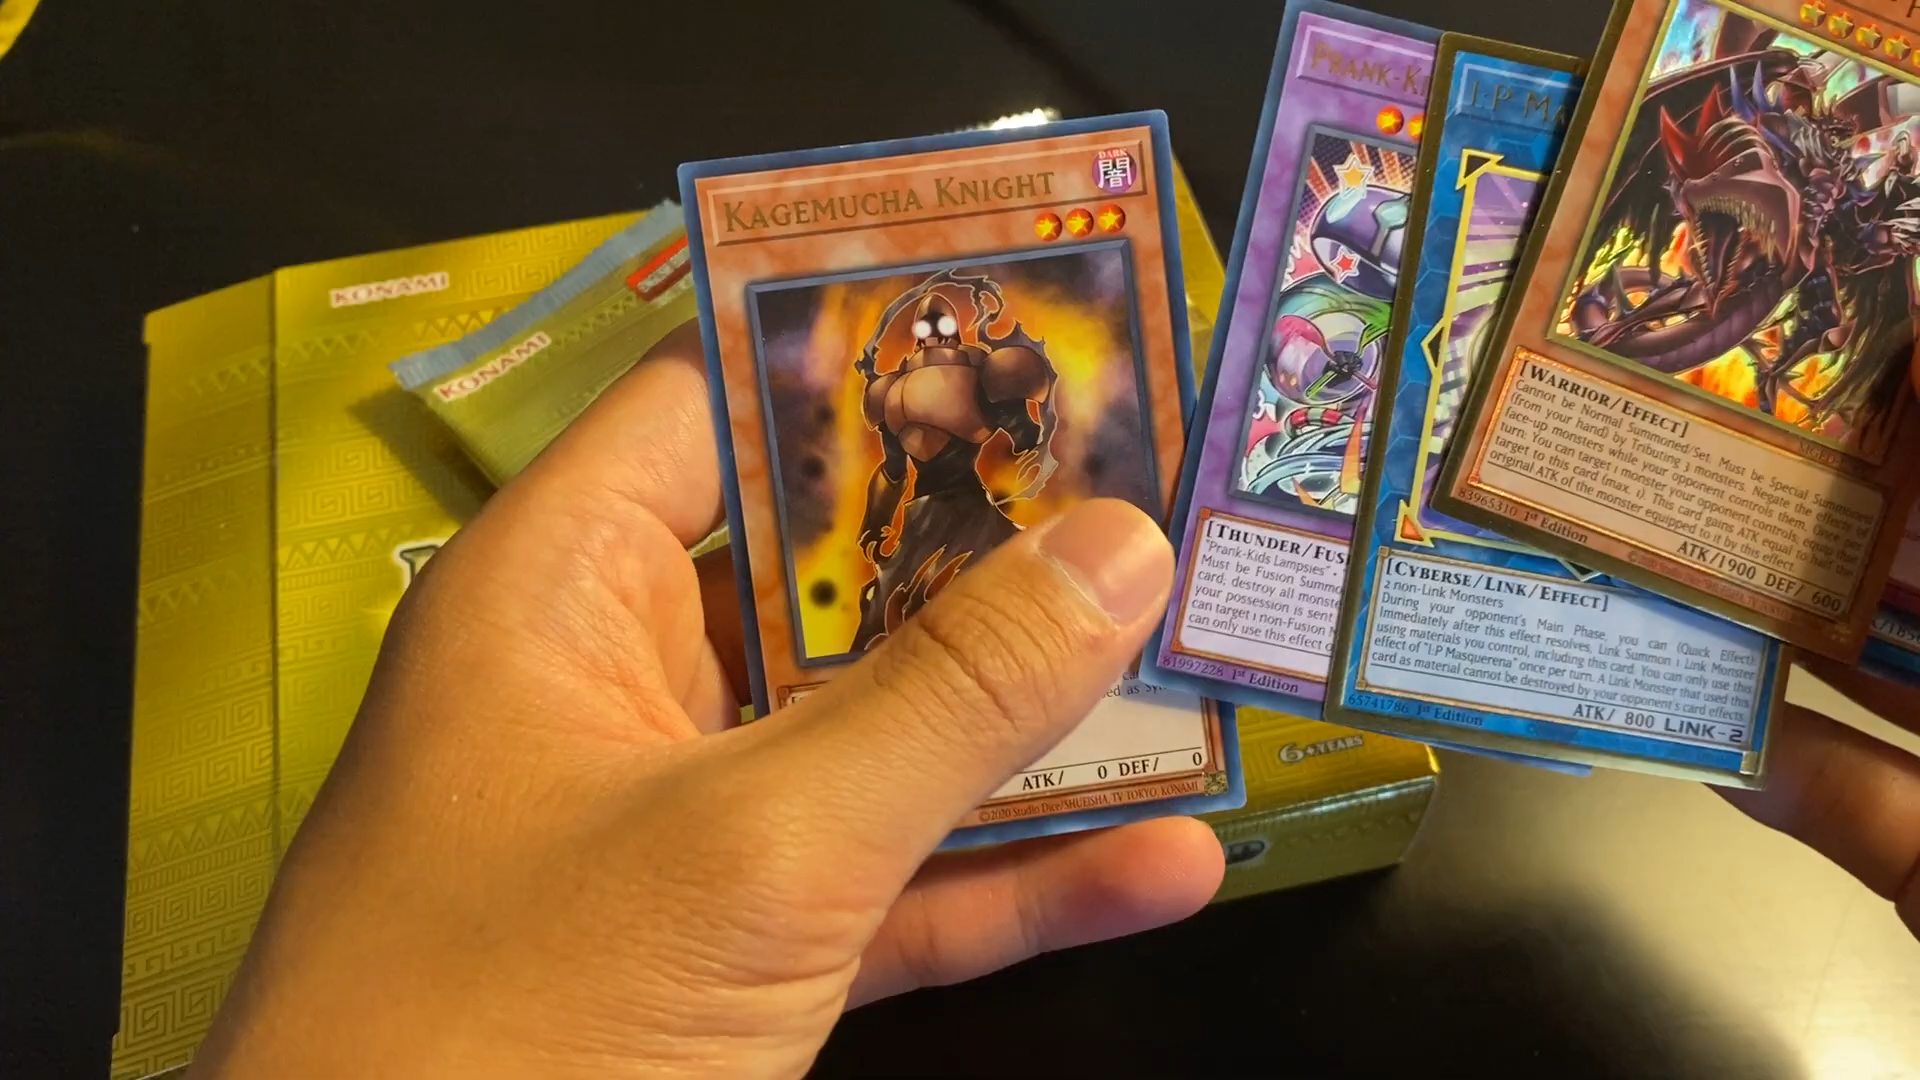 KONAMI
KONAMI
KAGEMUCHA KNIGHT
DARK
闇
ATK/ 0 DEF/ 0
©2020 Studio Dice/SHUEISHA, TV TOKYO, KONAMI
6+YEARS
PRANK-KI
[THUNDER/FUS
"Prank-Kids Lampsies"
Must be Fusion Summo
card, destroy all monste
your possession is sent
can target 1 non-Fusion M
can only use this effect o
81997228 1st Edition
I:P MA
[CYBERSE/LINK/EFFECT]
2 non-Link Monsters
During your opponent's Main Phase, you can (Quick Effect):
Immediately after this effect resolves, Link Summon 1 Link Monster
using materials you control, including this card. You can only use this
effect of "I:P Masquerena" once per turn. A Link Monster that used this
card as material cannot be destroyed by your opponent's card effects.
ATK/ 800 LINK-2
65741786 1st Edition
[WARRIOR/EFFECT]
Cannot be Normal Summoned/Set. Must be Special Summoned
(from your hand) by Tributing 3 monsters. Negate the effects of
face-up monsters while your opponent controls them. Once per
turn: You can target 1 monster your opponent controls; equip that
target to this card (max. 1). This card gains ATK equal to half the
original ATK of the monster equipped to it by this effect.
ATK/1900 DEF/ 600
83965310 1st Edition